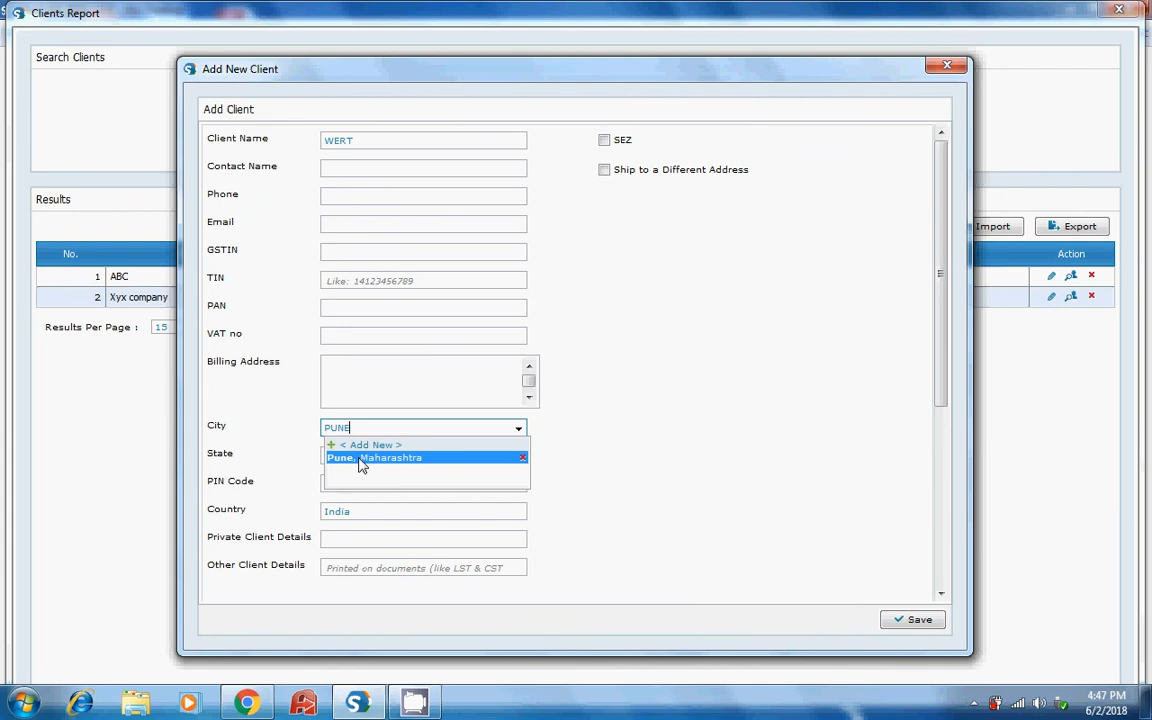 Clients Report
Search Clients
Add New Client
Add Client
Client Name WERT
SEZ
Contact Name
Ship to a Different Address
Phone
Email
GSTIN
TIN Like: 14123456789
PAN
VAT no
Billing Address
City PUNE
< Add New >
Pune, Maharashtra
State
PIN Code
Country India
Private Client Details
Other Client Details Printed on documents (like LST & CST
Save
Results
Import Export
No. Action
1 ABC
2 Xyx company
Results Per Page : 15
4:47 PM
6/2/2018